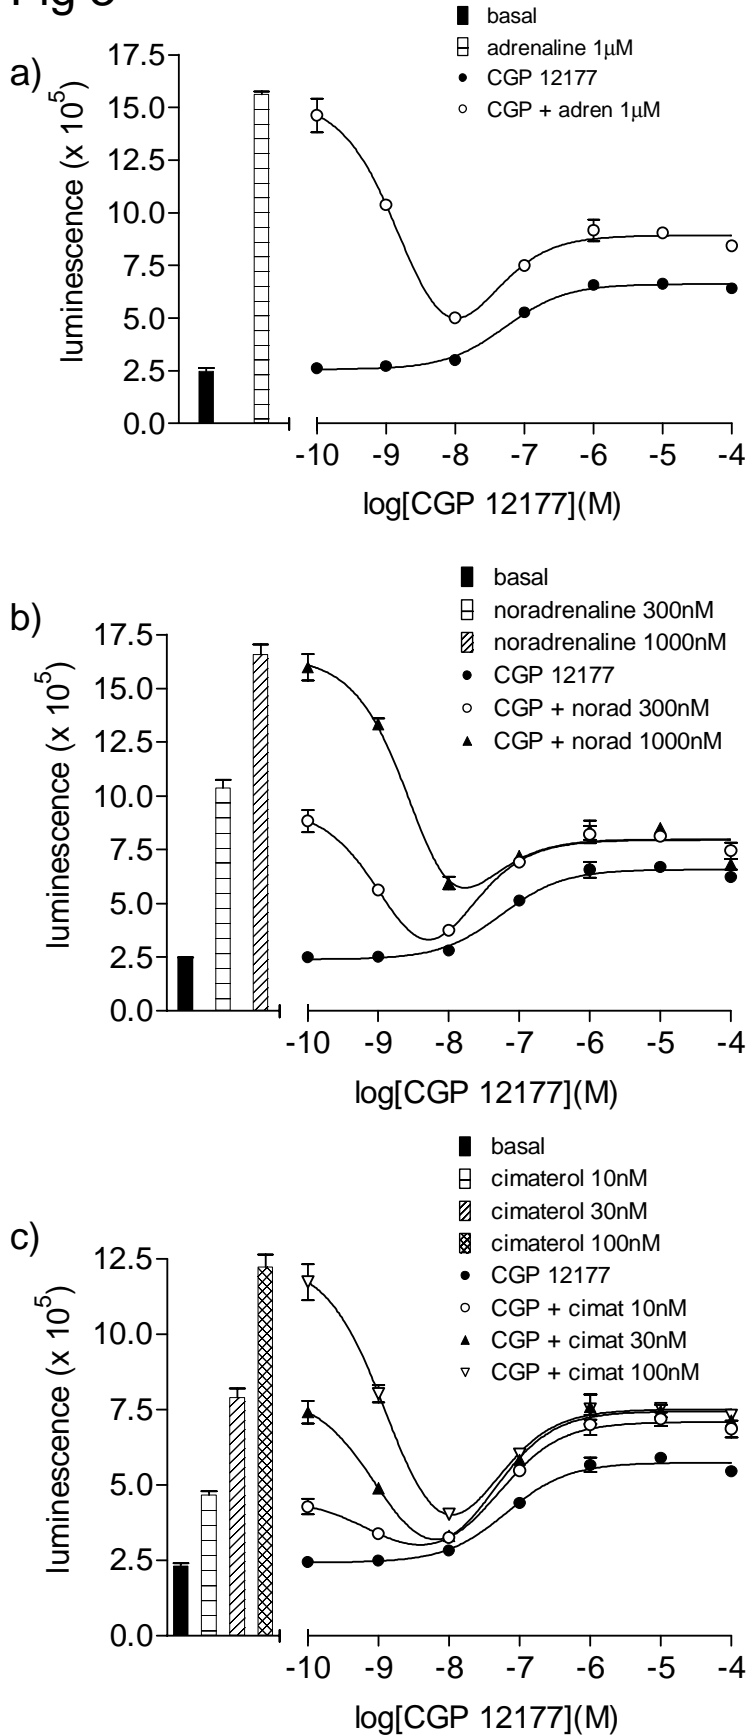 basal
adrenaline 1μM
CGP 12177
CGP + adren 1μM
a)
luminescence (x 10^5)
17.5
15.0
12.5
10.0
7.5
5.0
2.5
0.0
-10 -9 -8 -7 -6 -5 -4
log[CGP 12177](M)
basal
noradrenaline 300nM
noradrenaline 1000nM
CGP 12177
CGP + norad 300nM
CGP + norad 1000nM
b)
luminescence (x 10^5)
17.5
15.0
12.5
10.0
7.5
5.0
2.5
0.0
-10 -9 -8 -7 -6 -5 -4
log[CGP 12177](M)
basal
cimaterol 10nM
cimaterol 30nM
cimaterol 100nM
CGP 12177
CGP + cimat 10nM
CGP + cimat 30nM
CGP + cimat 100nM
c)
luminescence (x 10^5)
12.5
10.0
7.5
5.0
2.5
0.0
-10 -9 -8 -7 -6 -5 -4
log[CGP 12177](M)